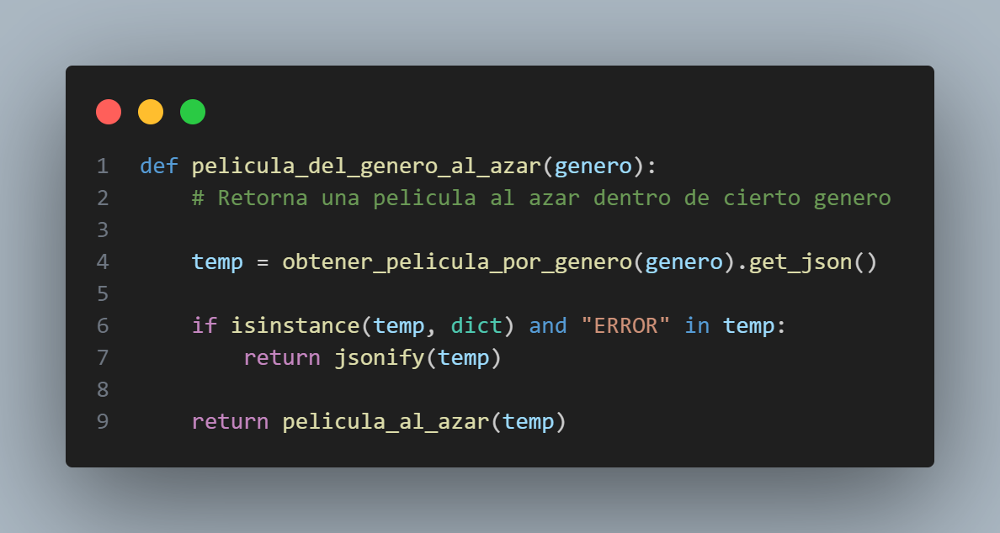 1 def pelicula_del_genero_al_azar(genero):
2     # Retorna una pelicula al azar dentro de cierto genero
3
4     temp = obtener_pelicula_por_genero(genero).get_json()
5
6     if isinstance(temp, dict) and "ERROR" in temp:
7         return jsonify(temp)
8
9     return pelicula_al_azar(temp)